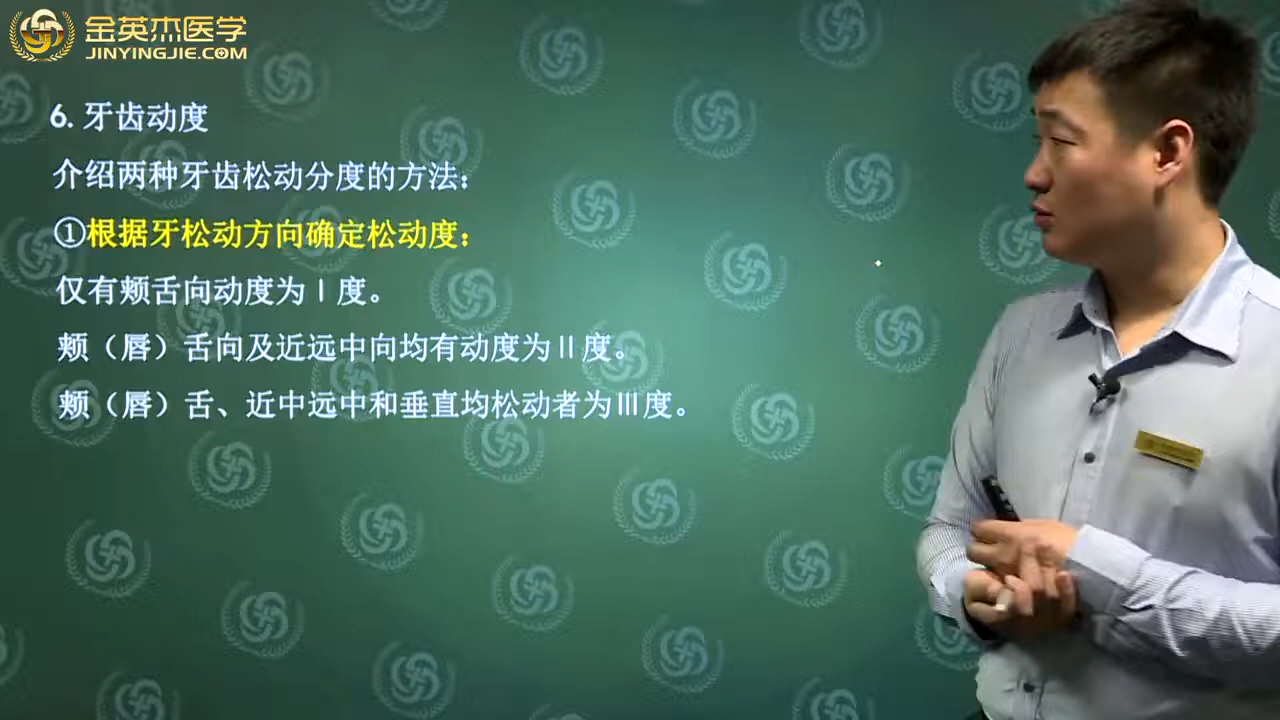 金英杰医学
JINYINGJIE.COM
6. 牙齿动度
介绍两种牙齿松动分度的方法：
①根据牙松动方向确定松动度：
仅有颊舌向动度为Ⅰ度。
颊（唇）舌向及近远中向均有动度为Ⅱ度。
颊（唇）舌、近中远中和垂直均松动者为Ⅲ度。